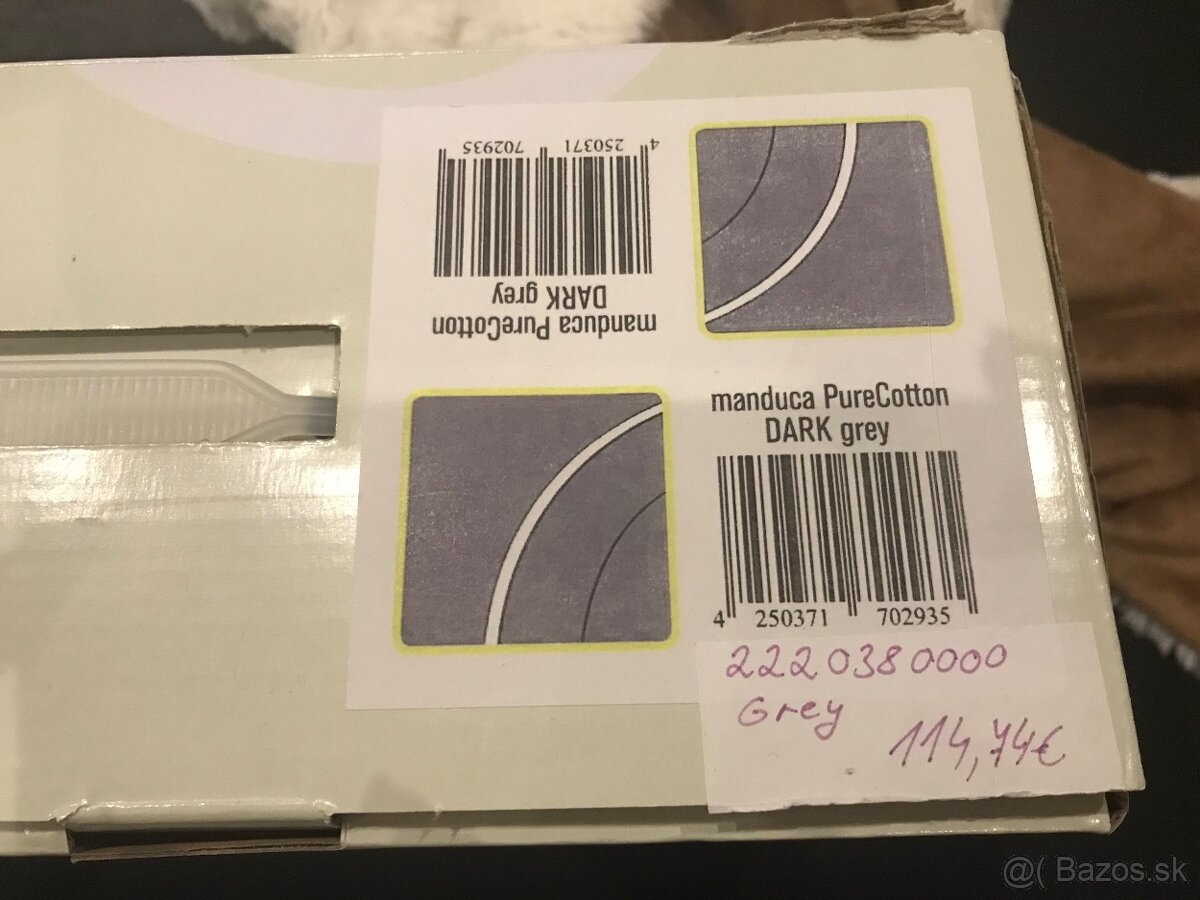 4 250371 702935
manduca PureCotton
DARK grey
manduca PureCotton
DARK grey
4 250371 702935
2220380000
Grey
114,74€
@( Bazos.sk